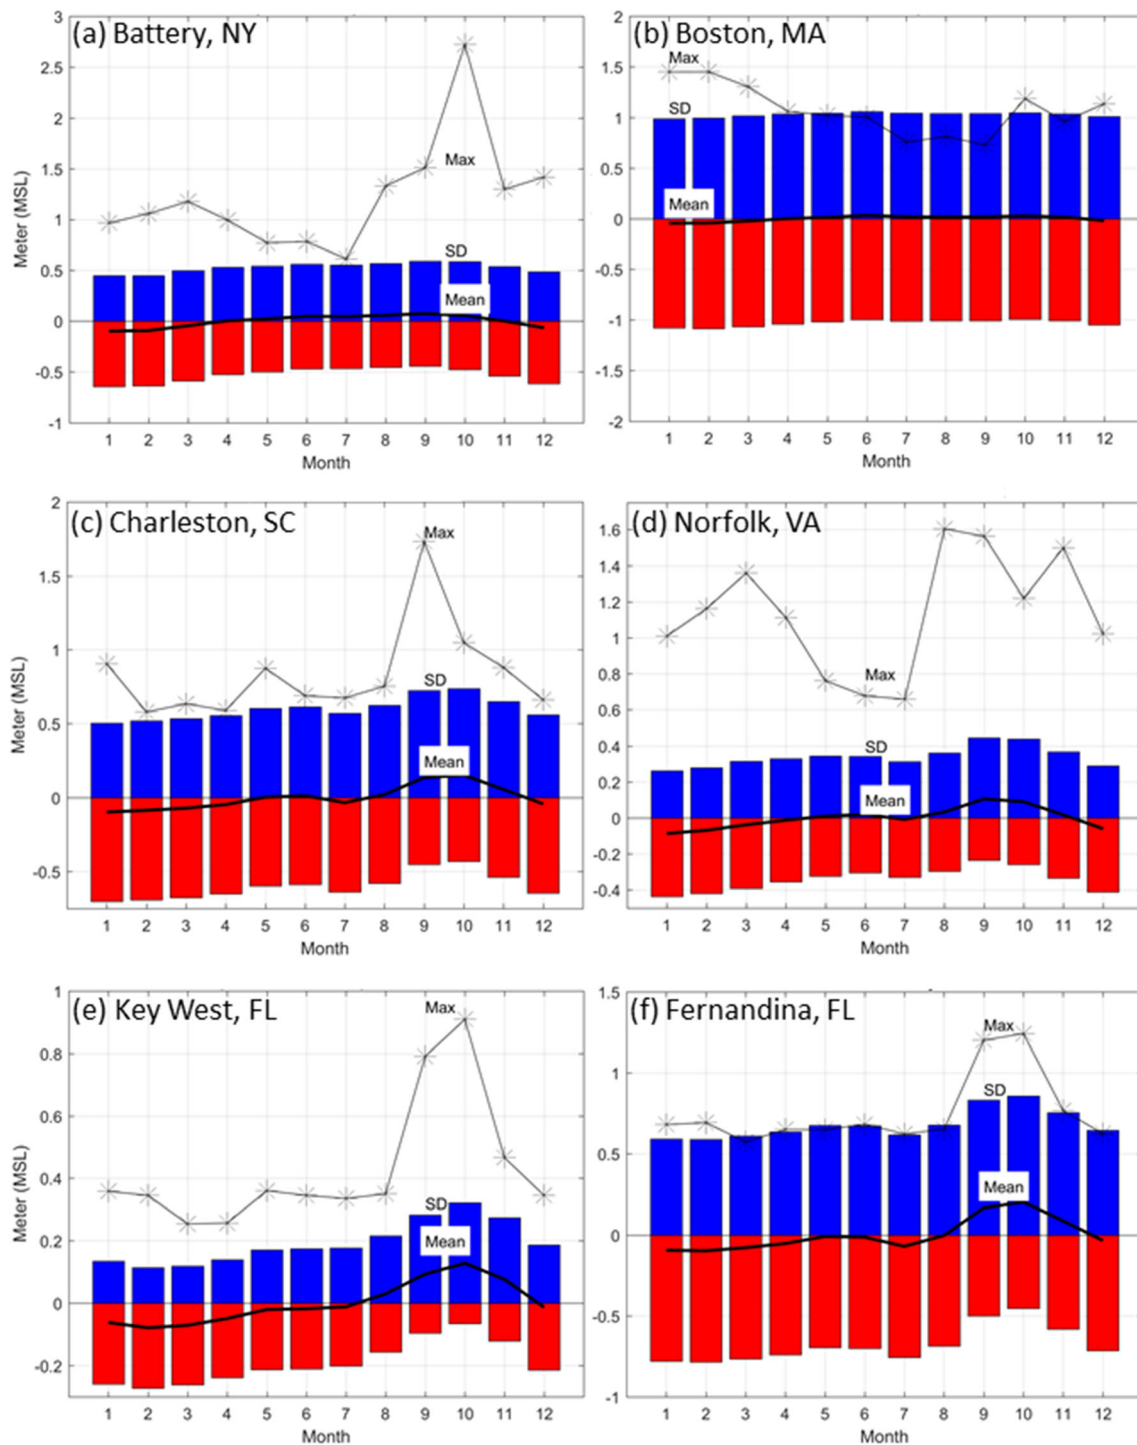 (a) Battery, NY
3
2.5
2
1.5
1
0.5
0
-0.5
-1
Meter (MSL)
Max
SD
Mean
1 2 3 4 5 6 7 8 9 10 11 12
Month
(b) Boston, MA
2
1.5
1
0.5
0
-0.5
-1
-1.5
-2
Max
SD
Mean
1 2 3 4 5 6 7 8 9 10 11 12
Month
(c) Charleston, SC
2
1.5
1
0.5
0
-0.5
Meter (MSL)
Max
SD
Mean
1 2 3 4 5 6 7 8 9 10 11 12
Month
(d) Norfolk, VA
1.6
1.4
1.2
1
0.8
0.6
0.4
0.2
0
-0.2
-0.4
Max
SD
Mean
1 2 3 4 5 6 7 8 9 10 11 12
Month
(e) Key West, FL
1
0.8
0.6
0.4
0.2
0
-0.2
Meter (MSL)
Max
SD
Mean
1 2 3 4 5 6 7 8 9 10 11 12
Month
(f) Fernandina, FL
1.5
1
0.5
0
-0.5
-1
Max
SD
Mean
1 2 3 4 5 6 7 8 9 10 11 12
Month